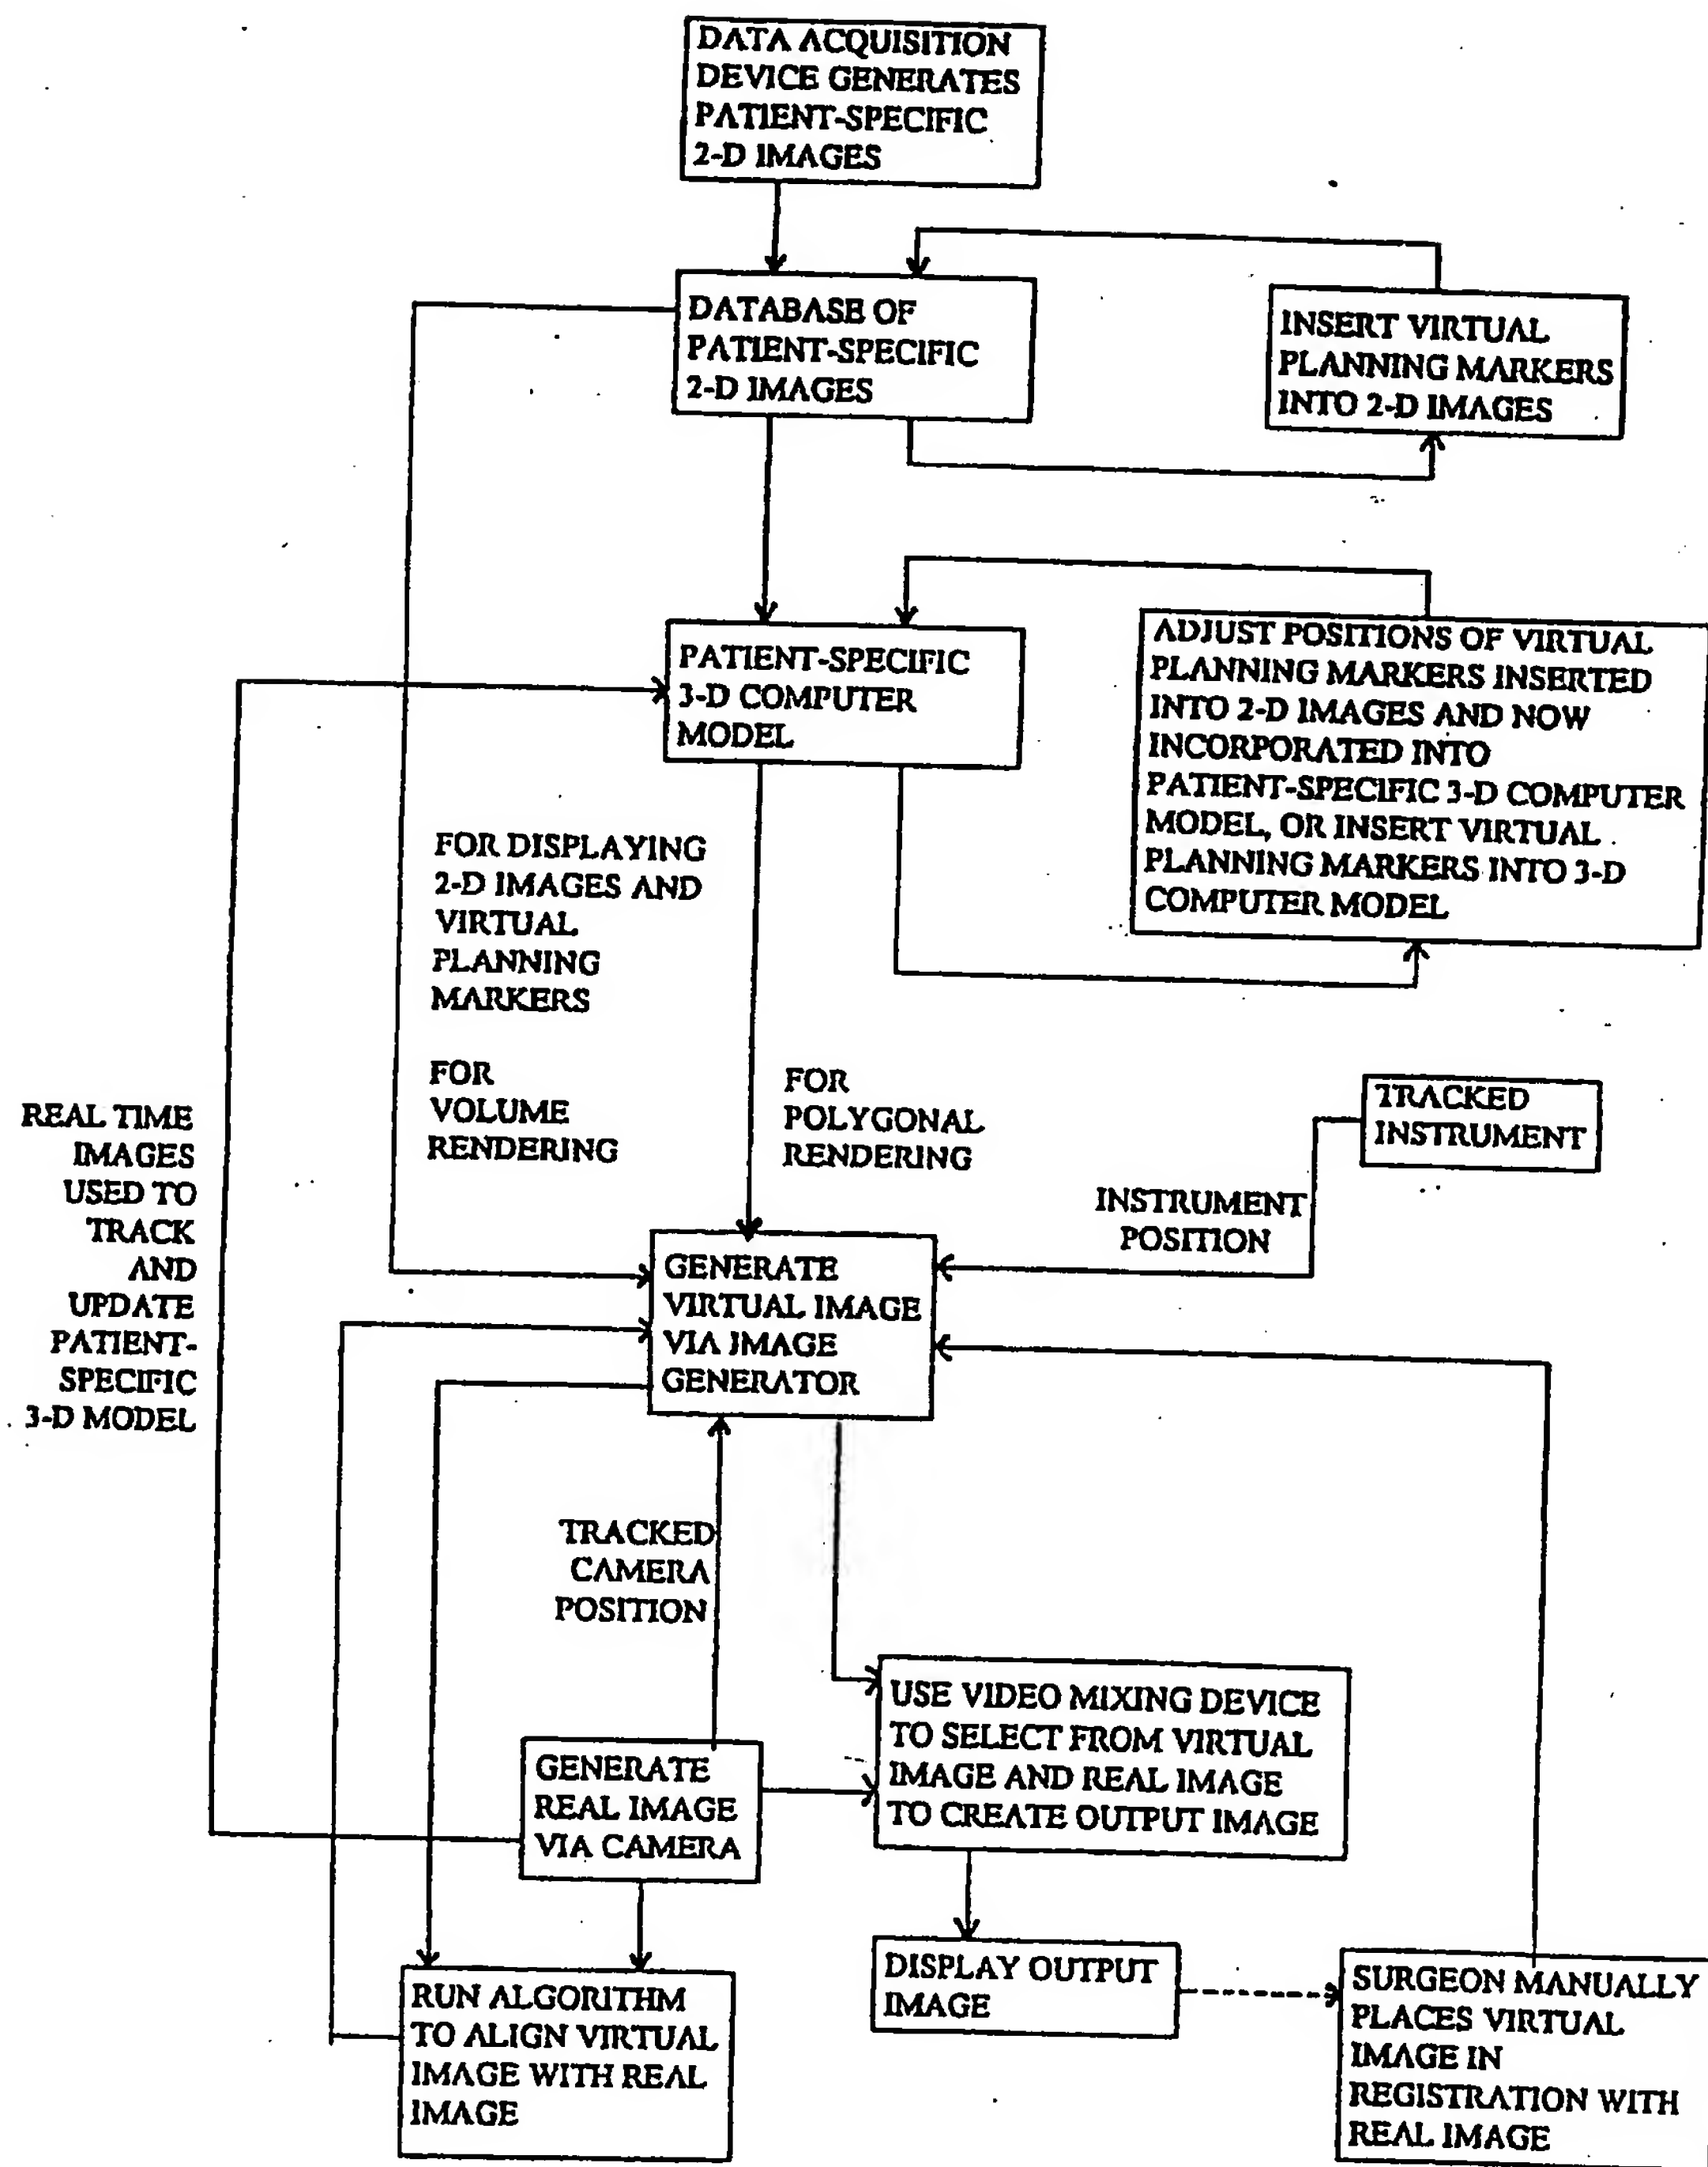 DATA ACQUISITION
DEVICE GENERATES
PATIENT-SPECIFIC
2-D IMAGES
DATABASE OF
PATIENT-SPECIFIC
2-D IMAGES
INSERT VIRTUAL
PLANNING MARKERS
INTO 2-D IMAGES
PATIENT-SPECIFIC
3-D COMPUTER
MODEL
ADJUST POSITIONS OF VIRTUAL
PLANNING MARKERS INSERTED
INTO 2-D IMAGES AND NOW
INCORPORATED INTO
PATIENT-SPECIFIC 3-D COMPUTER
MODEL, OR INSERT VIRTUAL
PLANNING MARKERS INTO 3-D
COMPUTER MODEL
FOR DISPLAYING
2-D IMAGES AND
VIRTUAL
PLANNING
MARKERS
FOR
VOLUME
RENDERING
FOR
POLYGONAL
RENDERING
REAL TIME
IMAGES
USED TO
TRACK
AND
UPDATE
PATIENT-
SPECIFIC
3-D MODEL
TRACKED
INSTRUMENT
INSTRUMENT
POSITION
GENERATE
VIRTUAL IMAGE
VIA IMAGE
GENERATOR
TRACKED
CAMERA
POSITION
USE VIDEO MIXING DEVICE
TO SELECT FROM VIRTUAL
IMAGE AND REAL IMAGE
TO CREATE OUTPUT IMAGE
GENERATE
REAL IMAGE
VIA CAMERA
DISPLAY OUTPUT
IMAGE
SURGEON MANUALLY
PLACES VIRTUAL
IMAGE IN
REGISTRATION WITH
REAL IMAGE
RUN ALGORITHM
TO ALIGN VIRTUAL
IMAGE WITH REAL
IMAGE